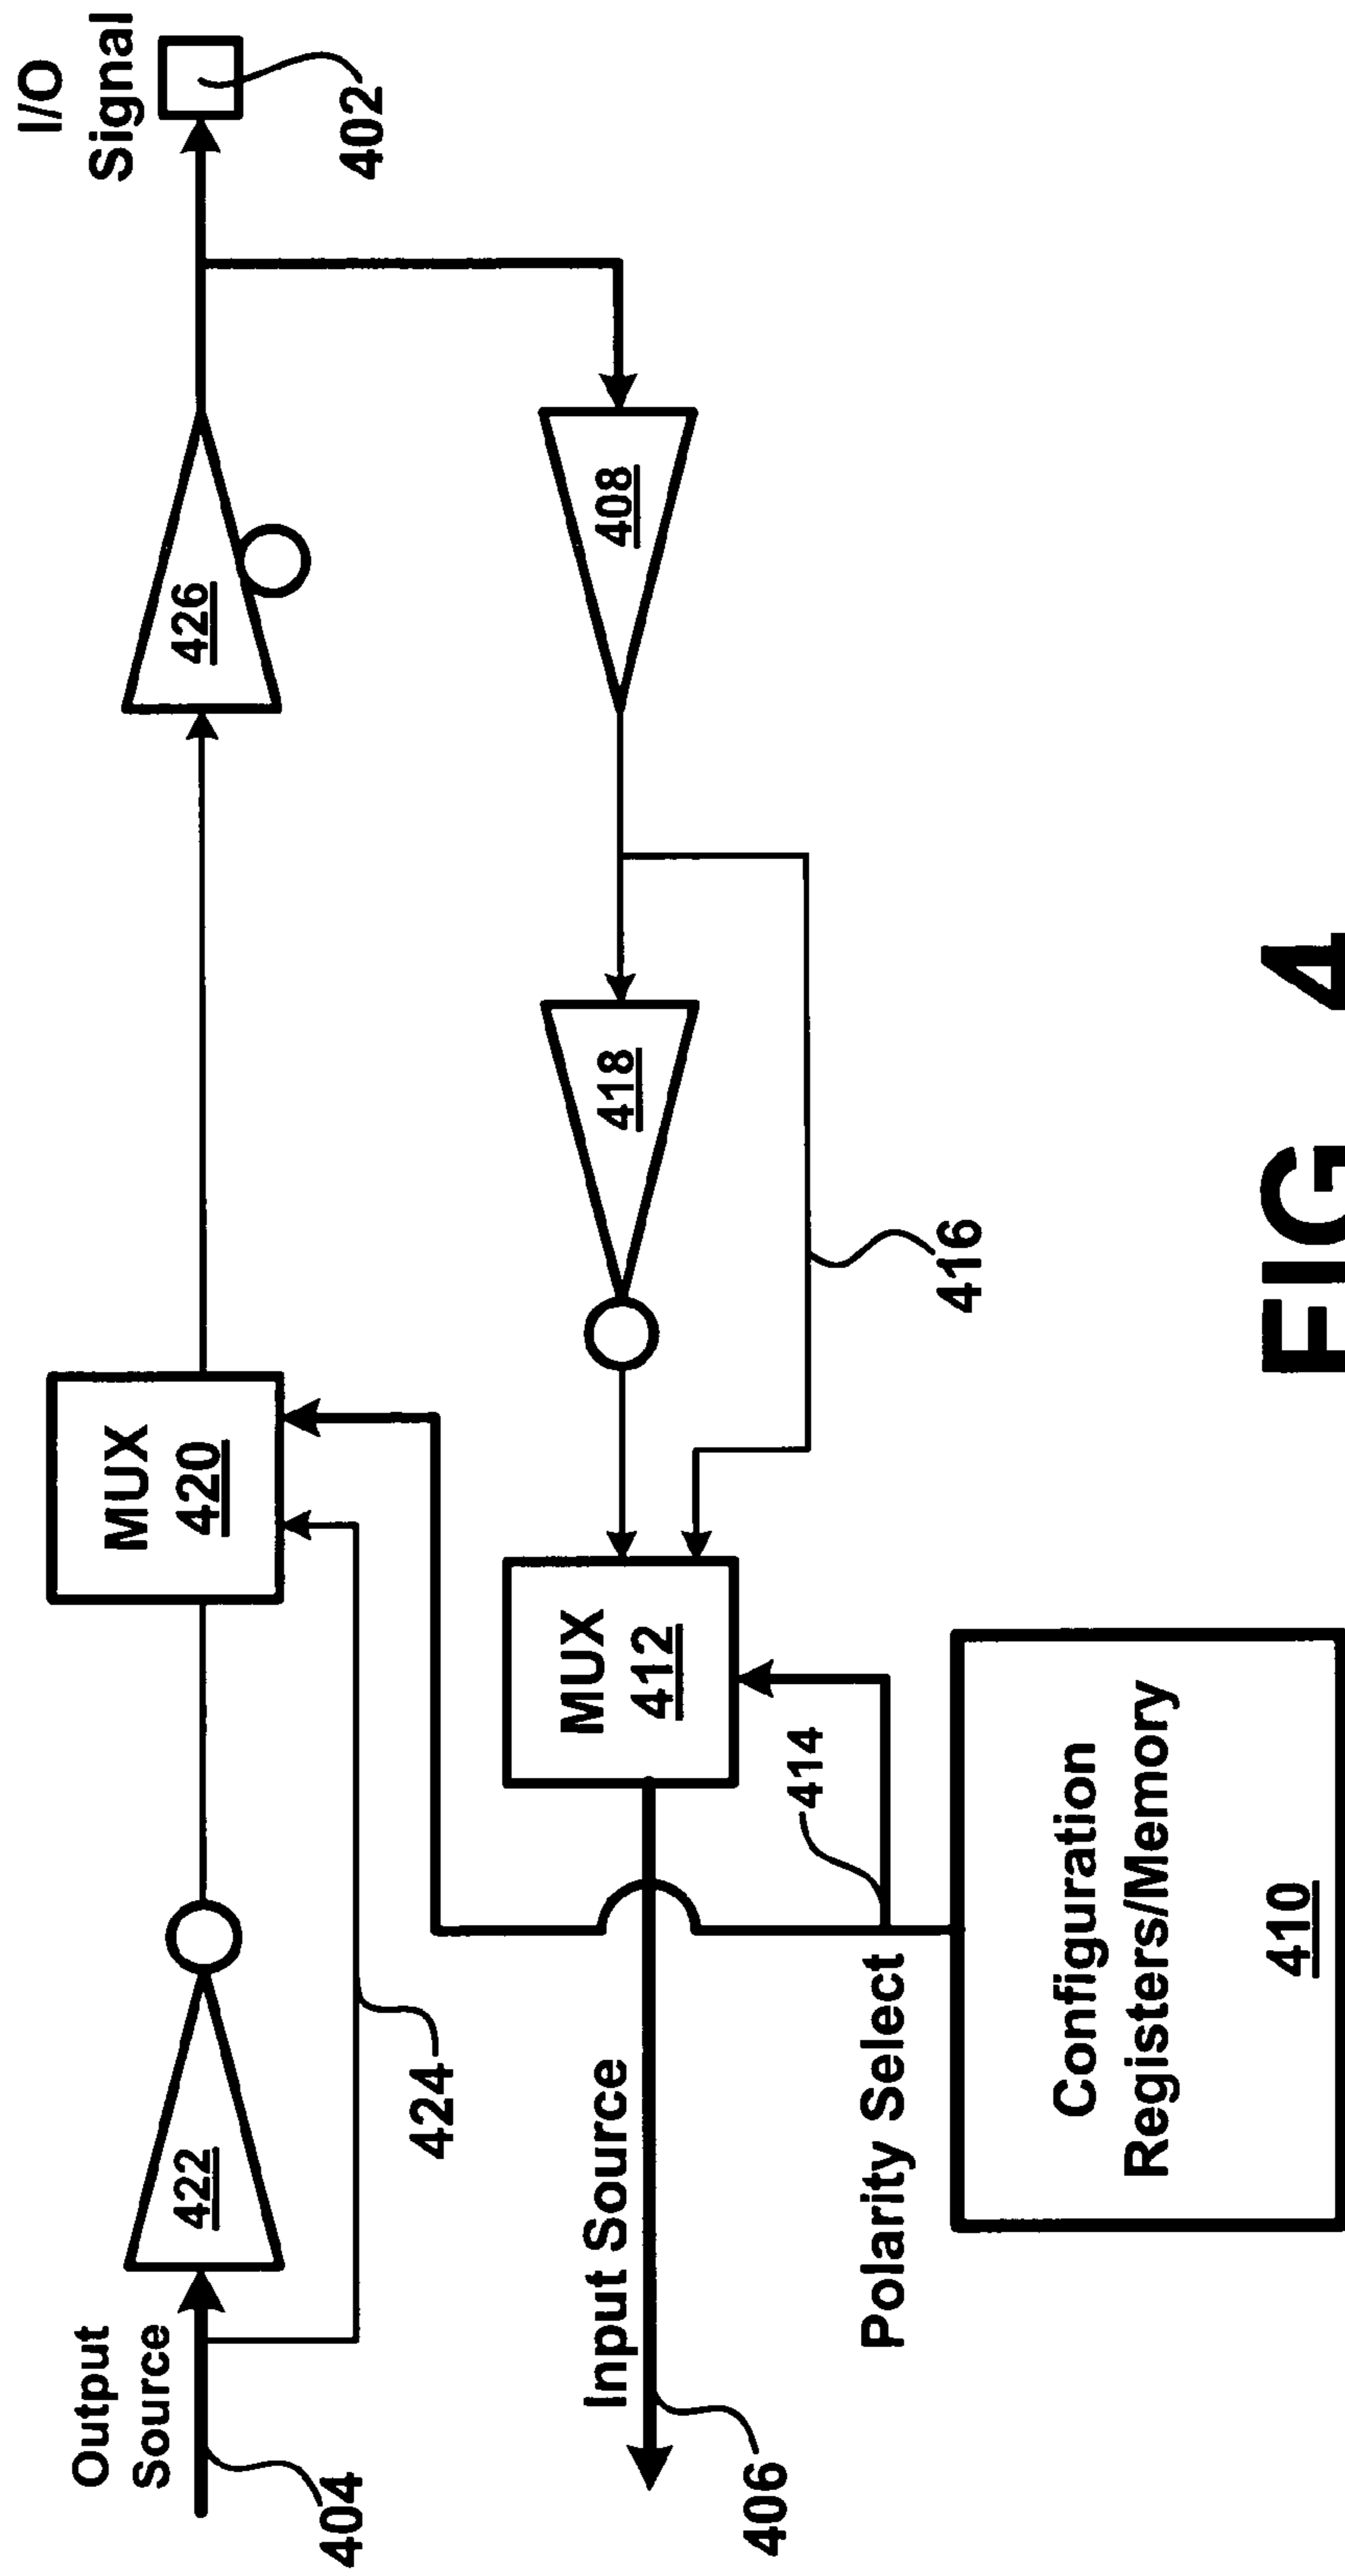 Output
Source
404
422
424
MUX
420
426
I/O
Signal
402
Input Source
406
MUX
412
418
408
416
414
Polarity Select
Configuration
Registers/Memory
410
FIG 4